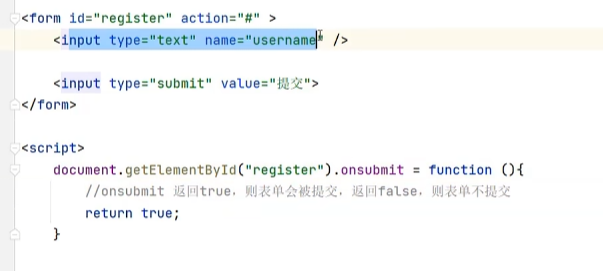 <form id="register" action="#" >
<input type="text" name="username" />
<input type="submit" value="提交">
</form>
<script>
document.getElementById("register").onsubmit = function (){
//onsubmit 返回true，则表单会被提交，返回false，则表单不提交
return true;
}